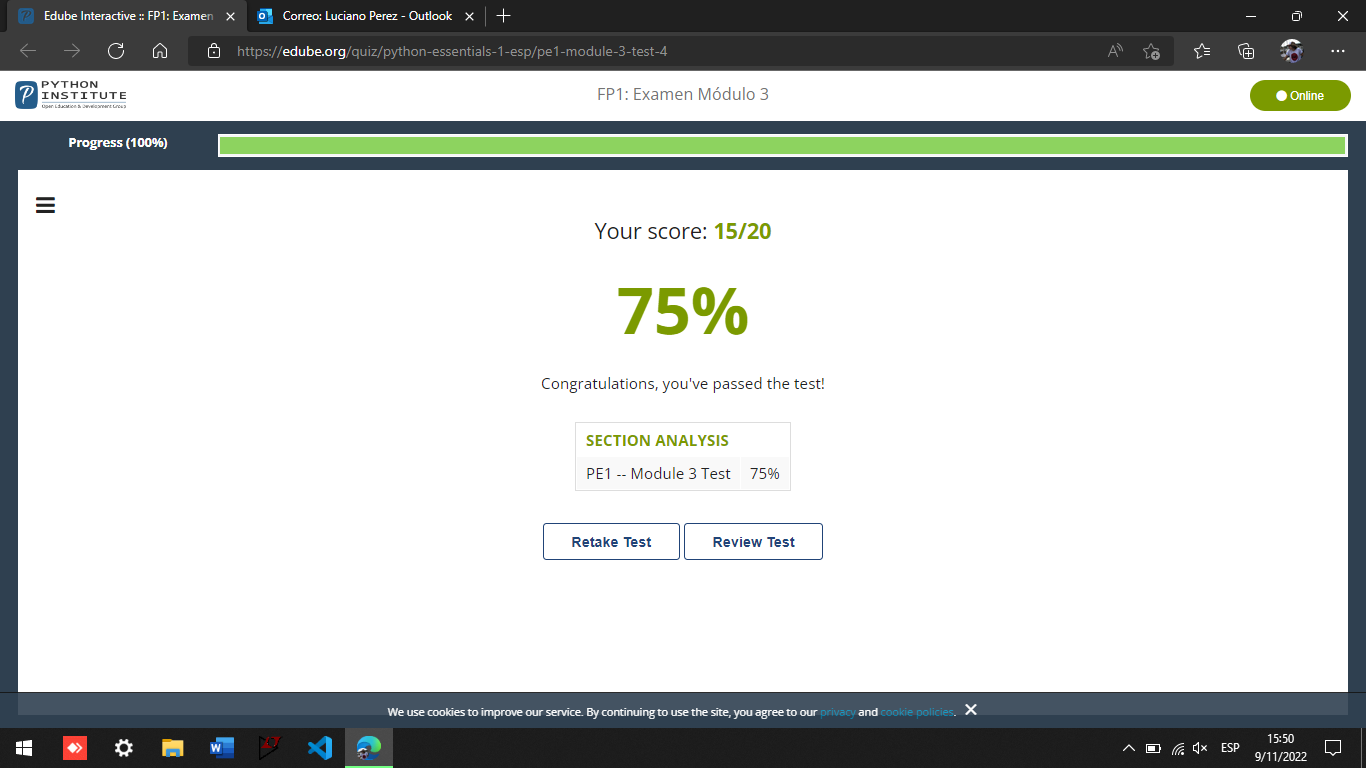 Edube Interactive :: FP1: Examen
Correo: Luciano Perez - Outlook
https://edube.org/quiz/python-essentials-1-esp/pe1-module-3-test-4
PYTHON
INSTITUTE
Open Education & Development Group
FP1: Examen Módulo 3
Online
Progress (100%)
Your score: 15/20
75%
Congratulations, you've passed the test!
SECTION ANALYSIS
PE1 -- Module 3 Test 75%
Retake Test Review Test
We use cookies to improve our service. By continuing to use the site, you agree to our privacy and cookie policies.
ESP
15:50
9/11/2022